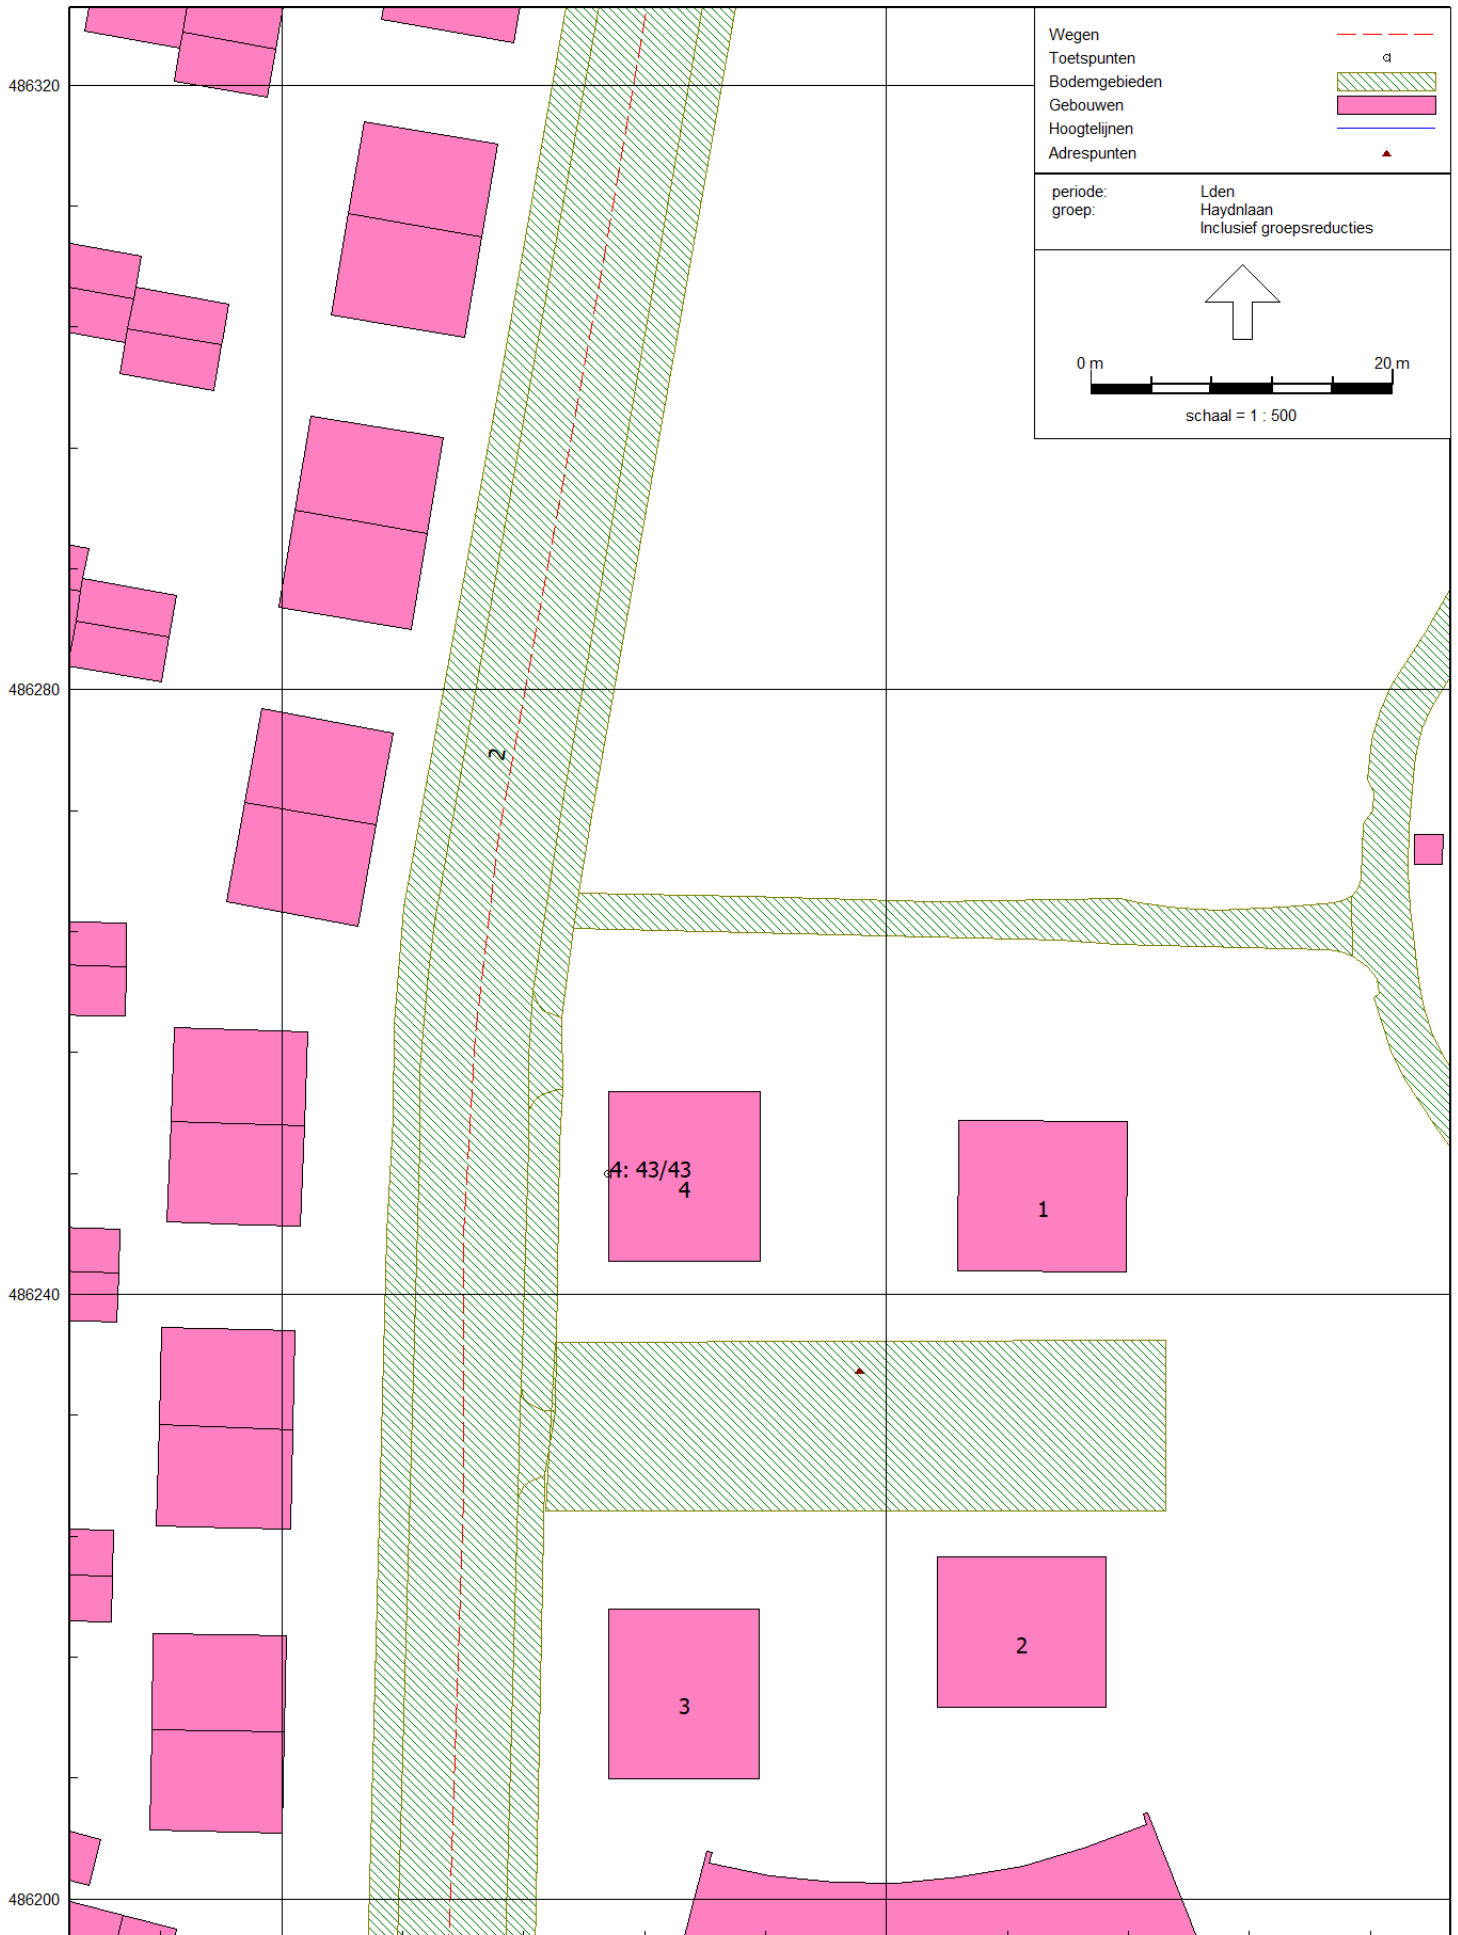 Wegen
Toetspunten
Bodemgebieden
Gebouwen
Hoogtelijnen
Adrespunten
periode: Lden
groep: Haydnlaan
Inclusief groepsreducties
0 m 20 m
schaal = 1 : 500
486320
486280
2
4: 43/43
4
1
486240
2
3
486200